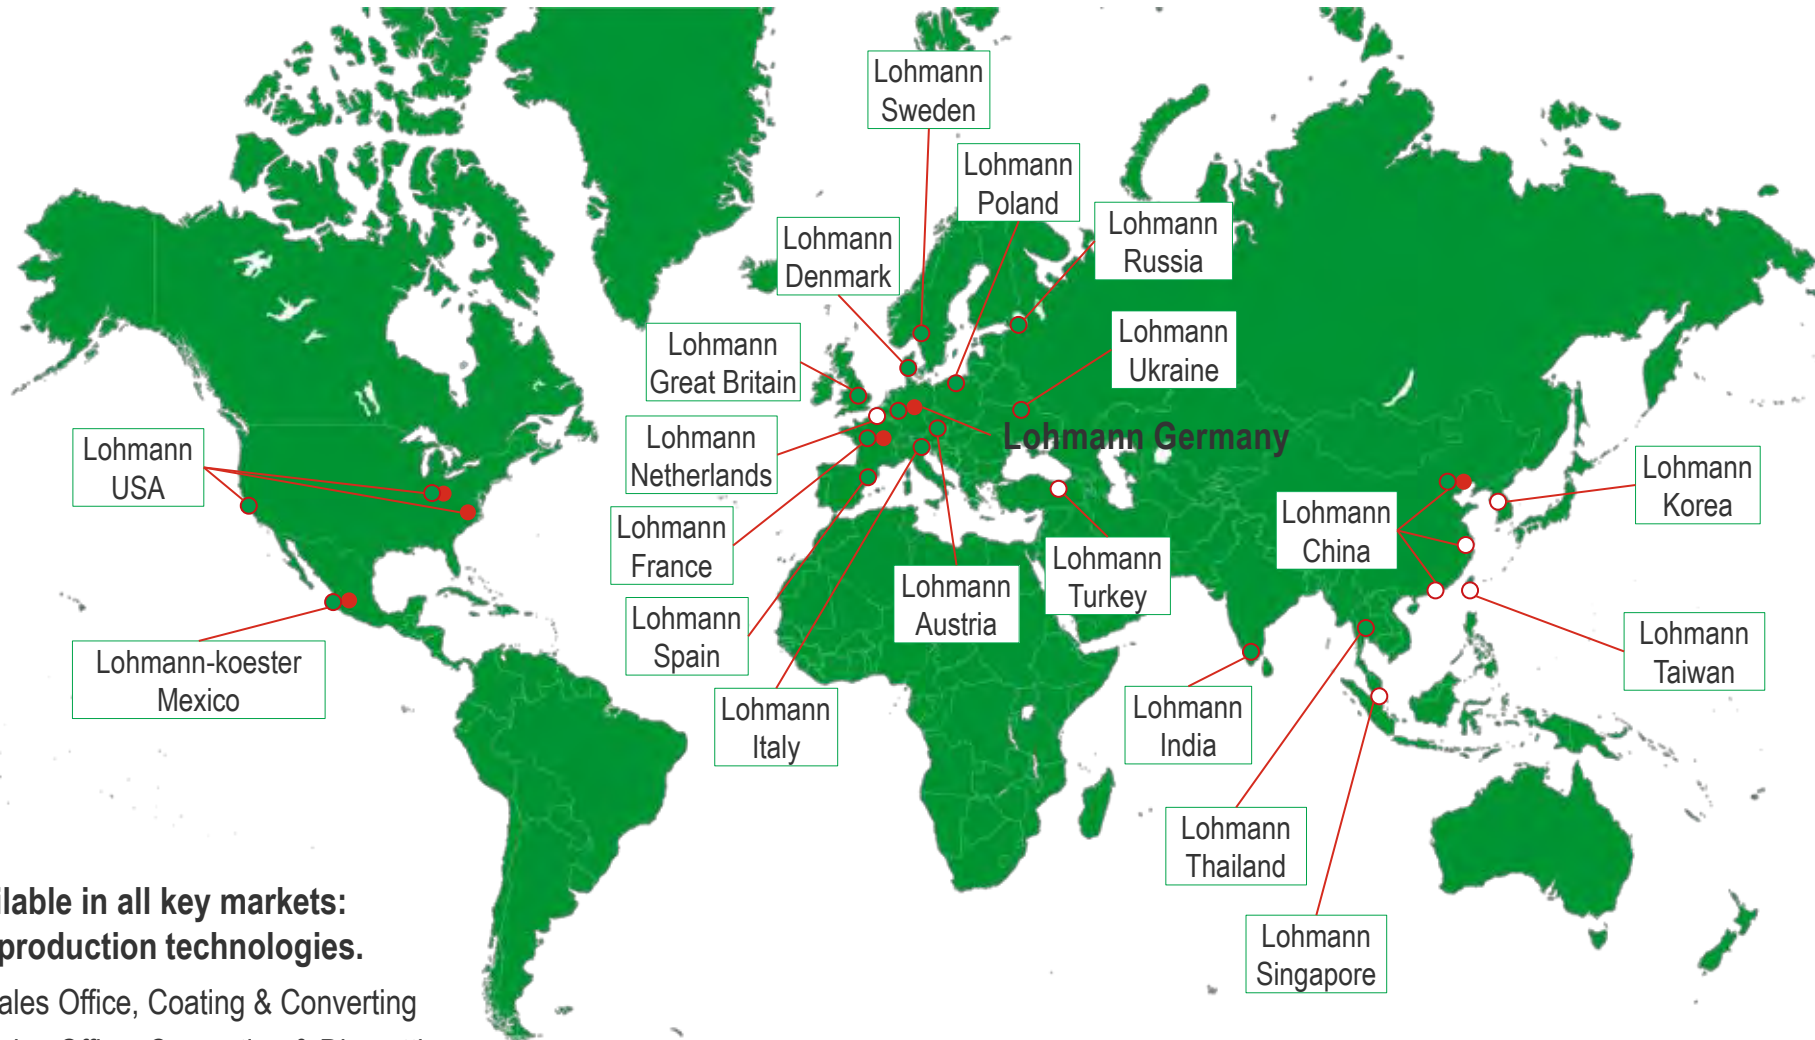 Lohmann
Sweden
Lohmann
Poland
Lohmann
Russia
Lohmann
Denmark
Lohmann
Ukraine
Lohmann
Great Britain
Lohmann
Netherlands
Lohmann Germany
Lohmann
USA
Lohmann
Korea
Lohmann
China
Lohmann
France
Lohmann
Turkey
Lohmann
Austria
Lohmann
Spain
Lohmann
Taiwan
Lohmann-koester
Mexico
Lohmann
Italy
Lohmann
India
Lohmann
Thailand
Lohmann
Singapore
ilable in all key markets:
production technologies.
ales Office, Coating & Converting